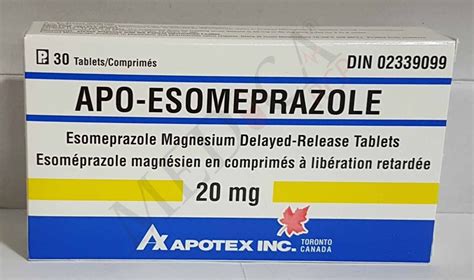 P 30 Tablets/Comprimés
DIN 02339099
APO-ESOMEPRAZOLE
Esomeprazole Magnesium Delayed-Release Tablets
Esoméprazole magnésien en comprimés à libération retardée
20 mg
APOTEX INC.
TORONTO
CANADA